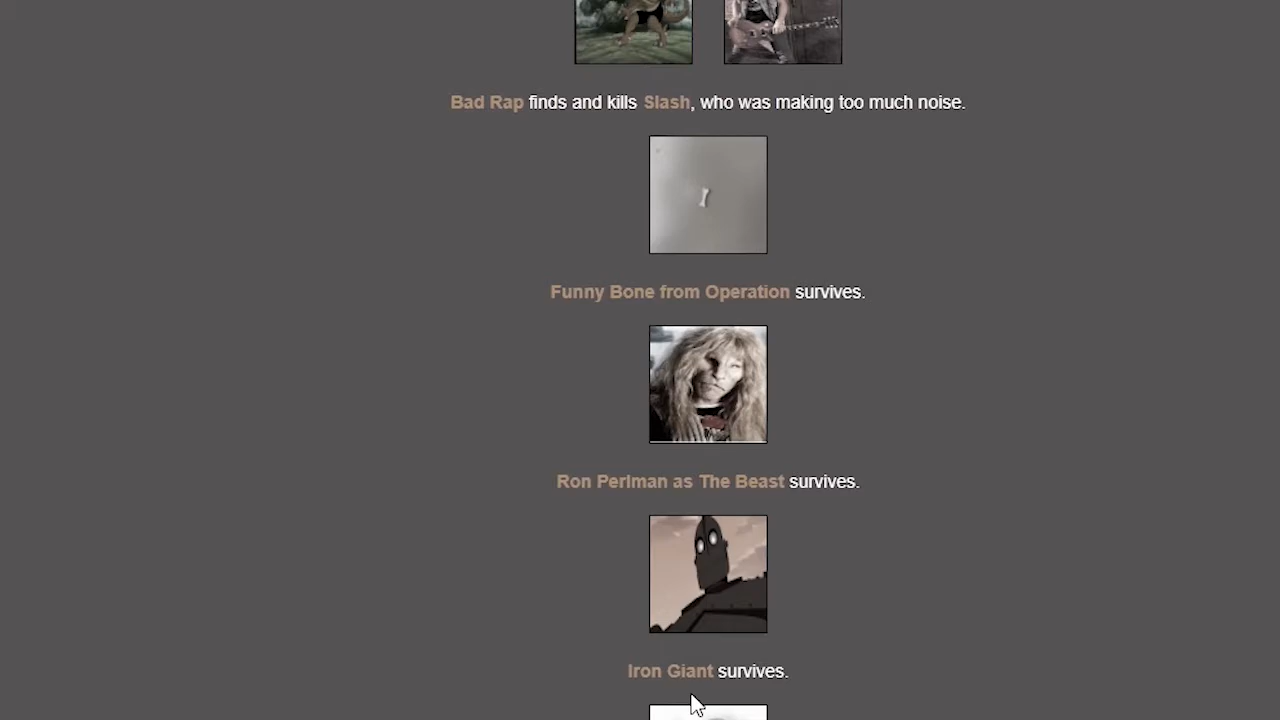 Bad Rap finds and kills Slash, who was making too much noise.
Funny Bone from Operation survives.
Ron Perlman as The Beast survives.
Iron Giant survives.